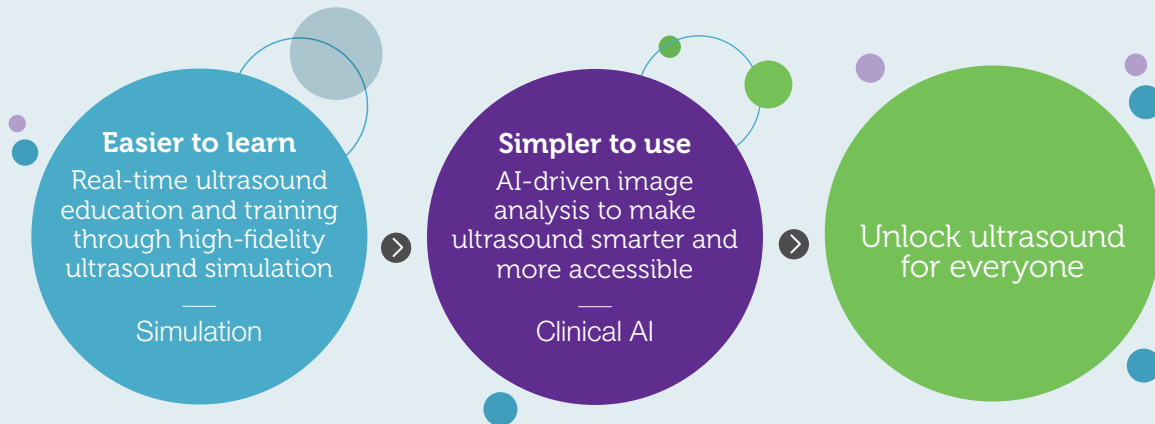 Easier to learn
Real-time ultrasound
education and training
through high-fidelity
ultrasound simulation
Simulation
Simpler to use
AI-driven image
analysis to make
ultrasound smarter and
more accessible
Clinical AI
Unlock ultrasound
for everyone